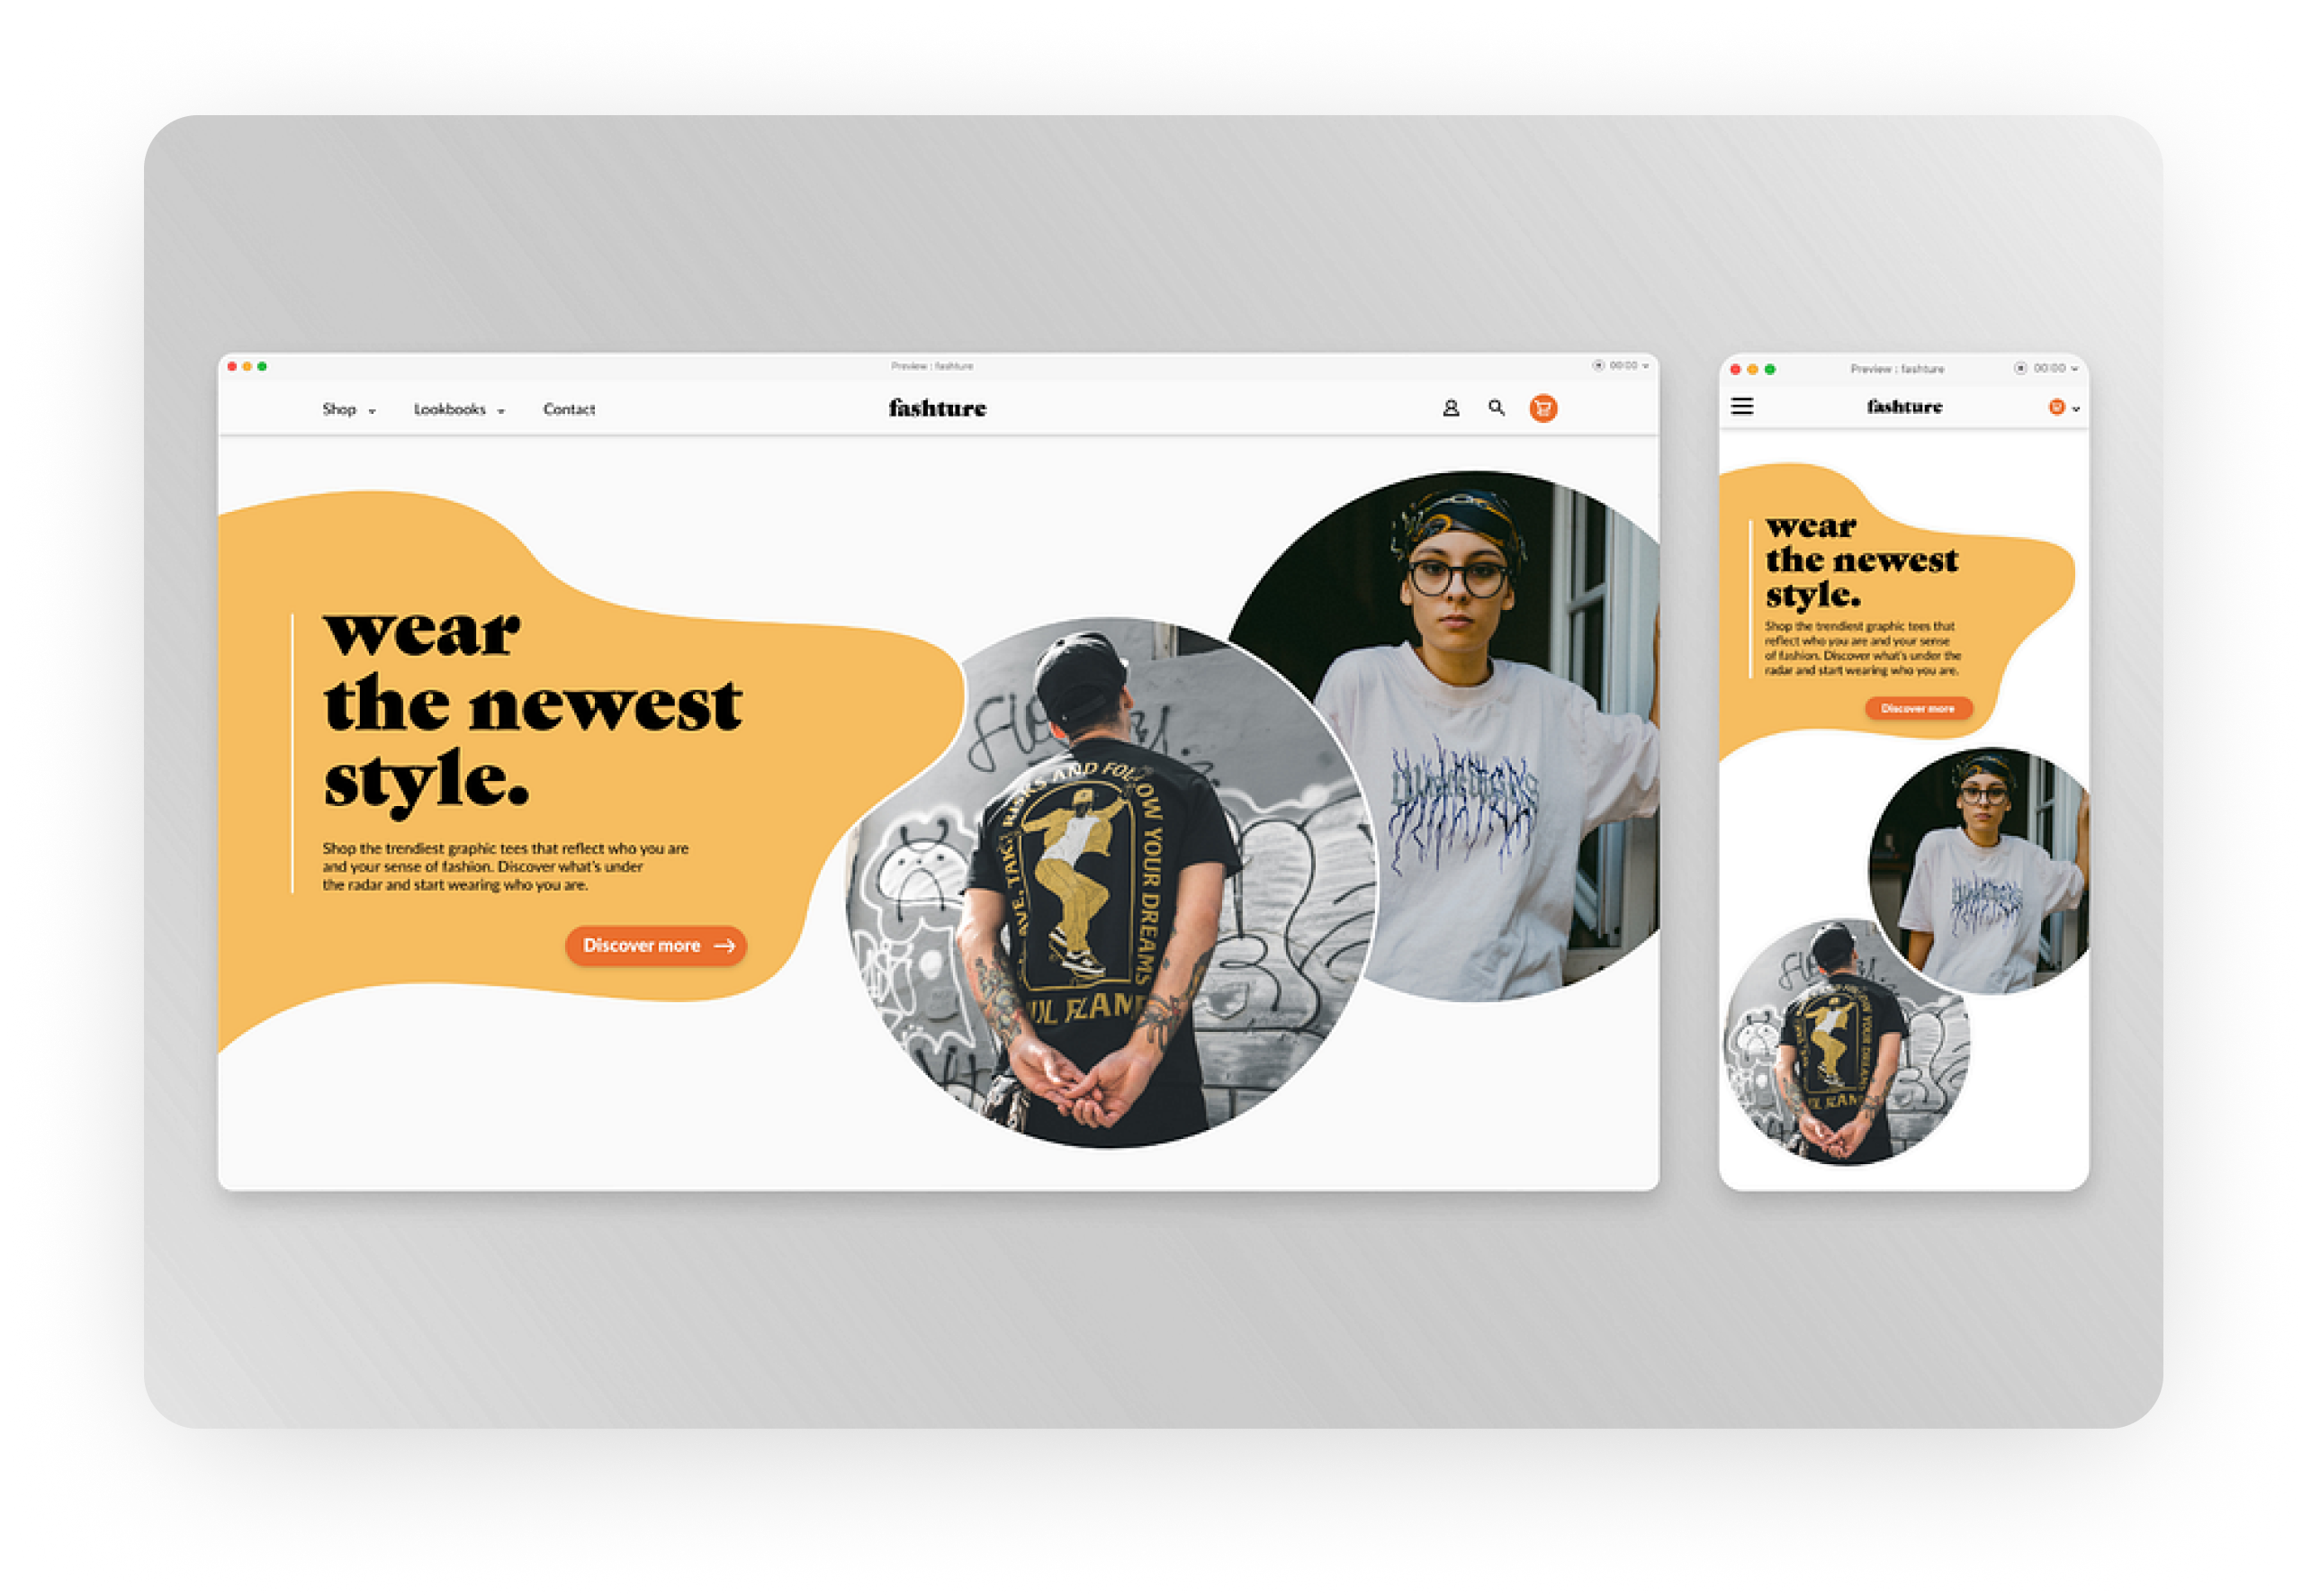 Preview : fashture
00:00
Shop
Lookbooks
Contact
fashture
wear
the newest
style.
Shop the trendiest graphic tees that reflect who you are
and your sense of fashion. Discover what's under
the radar and start wearing who you are.
Discover more
RISKS AND FOLLOW YOUR DREAMS
Preview : fashture
00:00
fashture
wear
the newest
style.
Shop the trendiest graphic tees that
reflect who you are and your sense
of fashion. Discover what's under the
radar and start wearing who you are.
Discover more